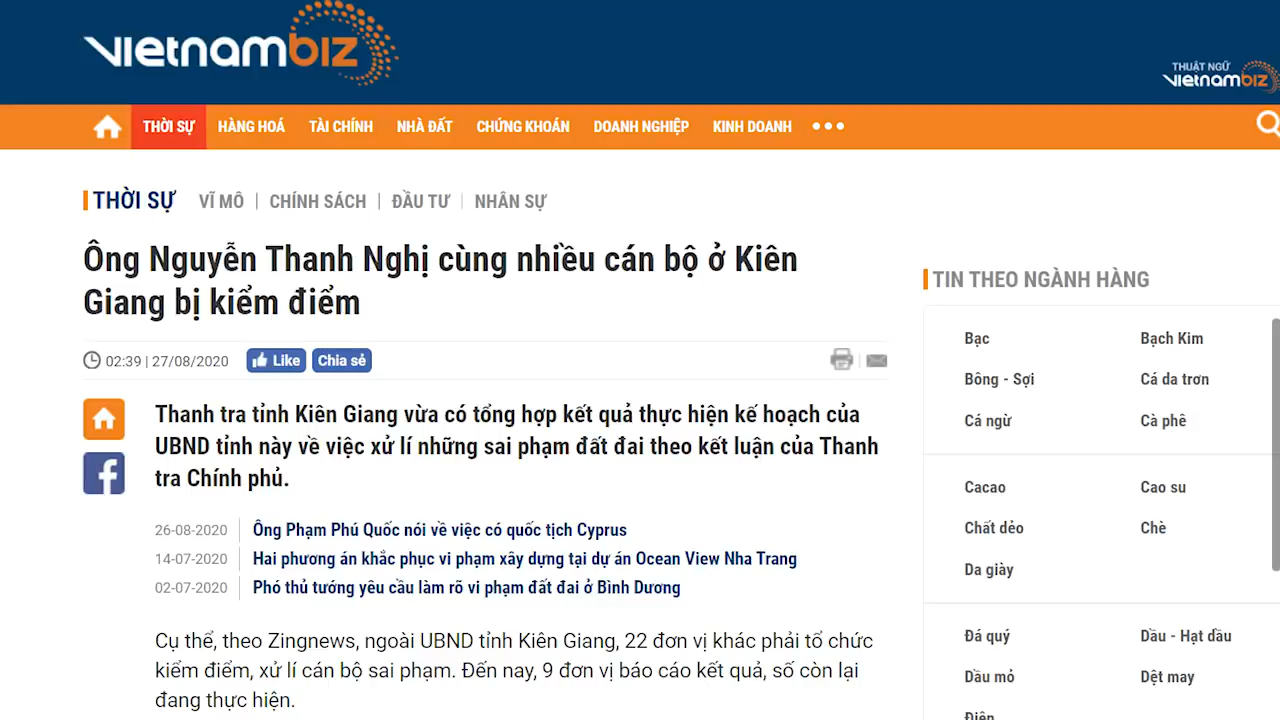 VIETNAMBIZ
THUẬT NGỮ
VIETNAMBIZ
THỜI SỰ HÀNG HOÁ TÀI CHÍNH NHÀ ĐẤT CHỨNG KHOÁN DOANH NGHIỆP KINH DOANH
THỜI SỰ VĨ MÔ | CHÍNH SÁCH | ĐẦU TƯ | NHÂN SỰ
Ông Nguyễn Thanh Nghị cùng nhiều cán bộ ở Kiên
Giang bị kiểm điểm
02:39 | 27/08/2020 Like Chia sẻ
Thanh tra tỉnh Kiên Giang vừa có tổng hợp kết quả thực hiện kế hoạch của
UBND tỉnh này về việc xử lí những sai phạm đất đai theo kết luận của Thanh
tra Chính phủ.
26-08-2020 Ông Phạm Phú Quốc nói về việc có quốc tịch Cyprus
14-07-2020 Hai phương án khắc phục vi phạm xây dựng tại dự án Ocean View Nha Trang
02-07-2020 Phó thủ tướng yêu cầu làm rõ vi phạm đất đai ở Bình Dương
Cụ thể, theo Zingnews, ngoài UBND tỉnh Kiên Giang, 22 đơn vị khác phải tổ chức
kiểm điểm, xử lí cán bộ sai phạm. Đến nay, 9 đơn vị báo cáo kết quả, số còn lại
đang thực hiện.
TIN THEO NGÀNH HÀNG
Bạc Bạch Kim
Bông - Sợi Cá da trơn
Cá ngừ Cà phê
Cacao Cao su
Chất dẻo Chè
Da giày
Đá quý Dầu - Hạt dầu
Dầu mỏ Dệt may
Điện